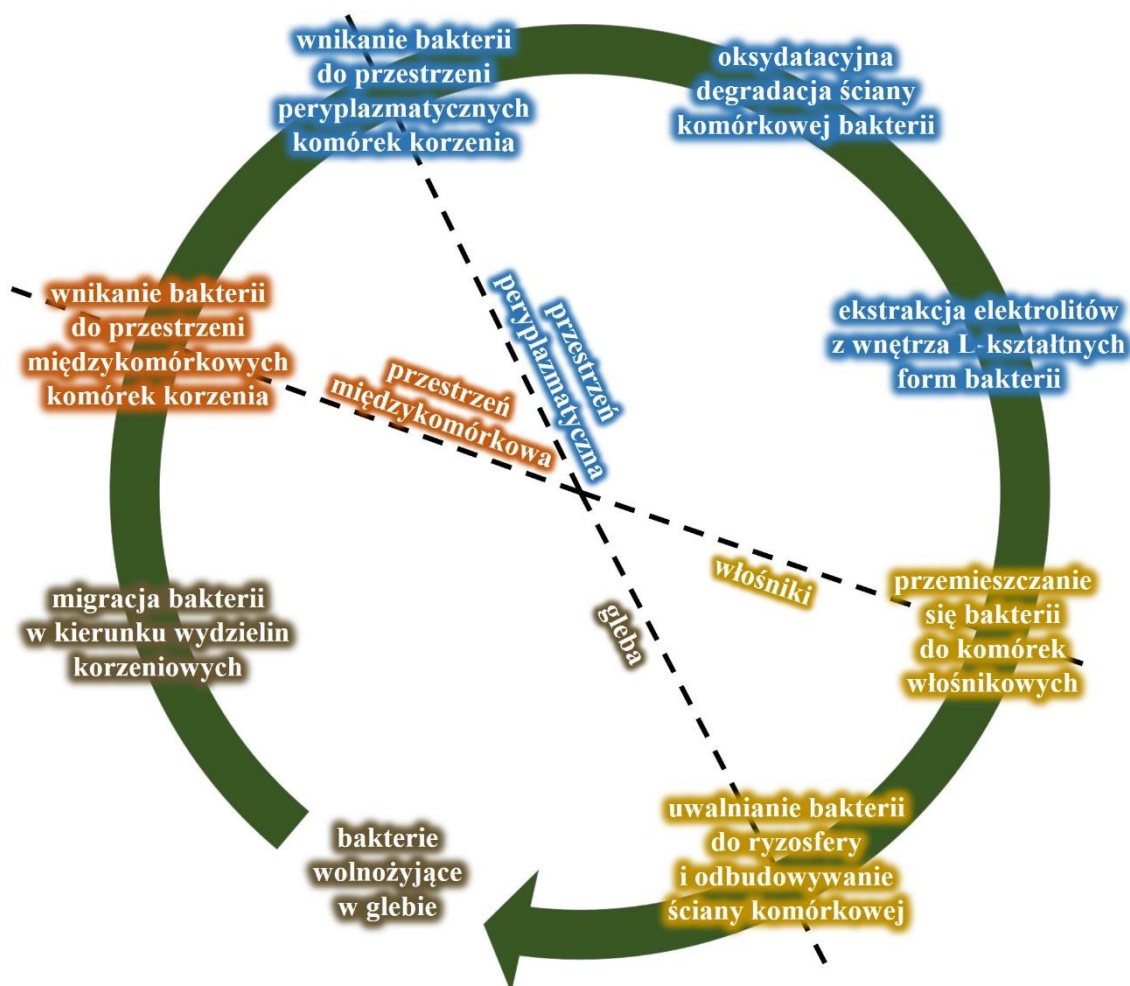 wnikanie bakterii
do przestrzeni
peryplazmatycznych
komórek korzenia
oksydatacyjna
degradacja ściany
komórkowej bakterii
wnikanie bakterii
do przestrzeni
międzykomórkowych
komórek korzenia
ekstrakcja elektrolitów
z wnętrza L-kształtnych
form bakterii
przestrzeń
peryplazmatyczna
przestrzeń
międzykomórkowa
włośniki
gleba
migracja bakterii
w kierunku wydzielin
korzeniowych
przemieszczanie
się bakterii
do komórek
włośnikowych
bakterie
wolnożyjące
w glebie
uwalnianie bakterii
do ryzosfery
i odbudowywanie
ściany komórkowej